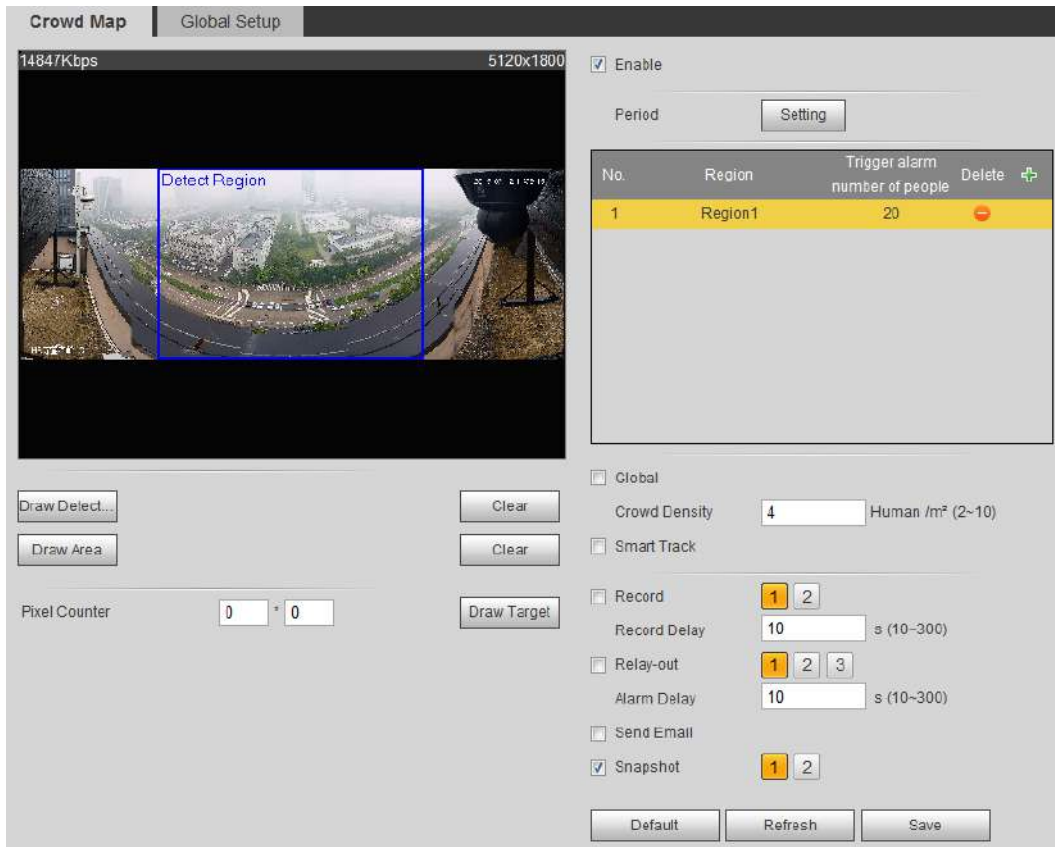 Crowd Map
Global Setup
14847Kbps 5120x1800
Detect Region
Draw Detect... Clear
Draw Area Clear
Pixel Counter 0 * 0 Draw Target
Enable
Period Setting
No. Region Trigger alarm number of people Delete
1 Region1 20
Global
Crowd Density 4 Human /m² (2~10)
Smart Track
Record 1 2
Record Delay 10 s (10~300)
Relay-out 1 2 3
Alarm Delay 10 s (10~300)
Send Email
Snapshot 1 2
Default Refresh Save